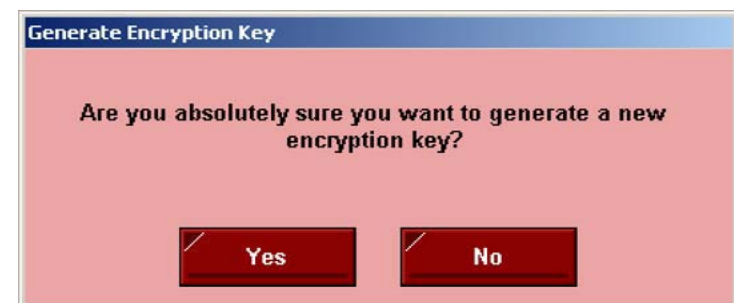 Generate Encryption Key
Are you absolutely sure you want to generate a new
encryption key?
Yes
No